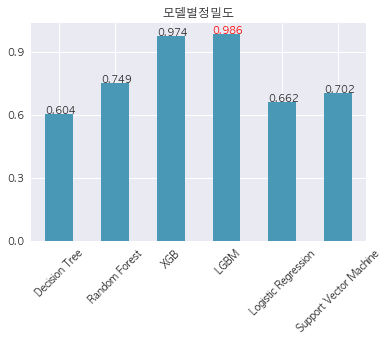 모델별정밀도
0.9
0.6
0.3
0.0
0.604
0.749
0.974
0.986
0.662
0.702
Decision Tree
Random Forest
XGB
LGBM
Logistic Regression
Support Vector Machine